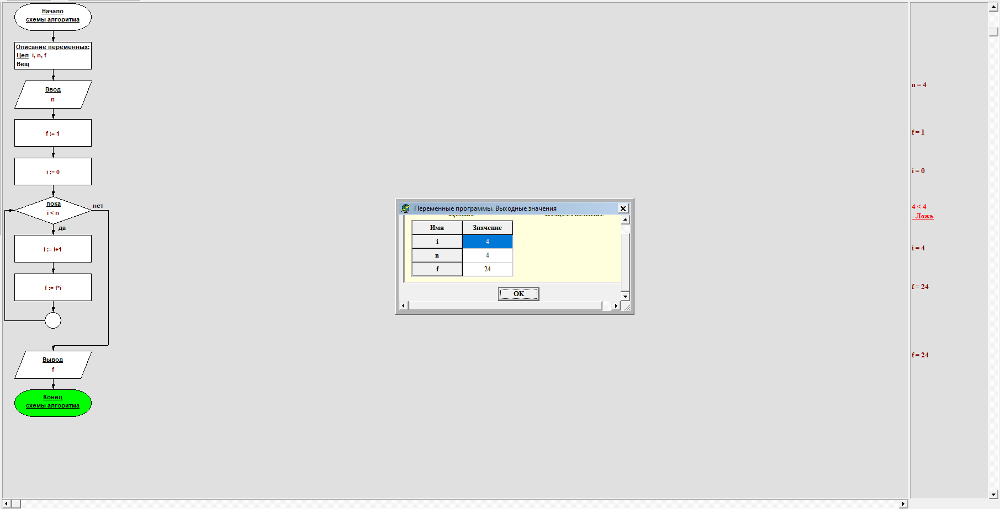 Начало
схемы алгоритма
Описание переменных:
Цел i, n, f
Вещ
Ввод
n
f := 1
i := 0
пока
i < n
нет
да
i := i+1
f := f*i
Вывод
f
Конец
схемы алгоритма
Переменные программы. Выходные значения
Имя Значение
i 4
n 4
f 24
OK
n = 4
f = 1
i = 0
4 < 4
- Ложь
i = 4
f = 24
f = 24